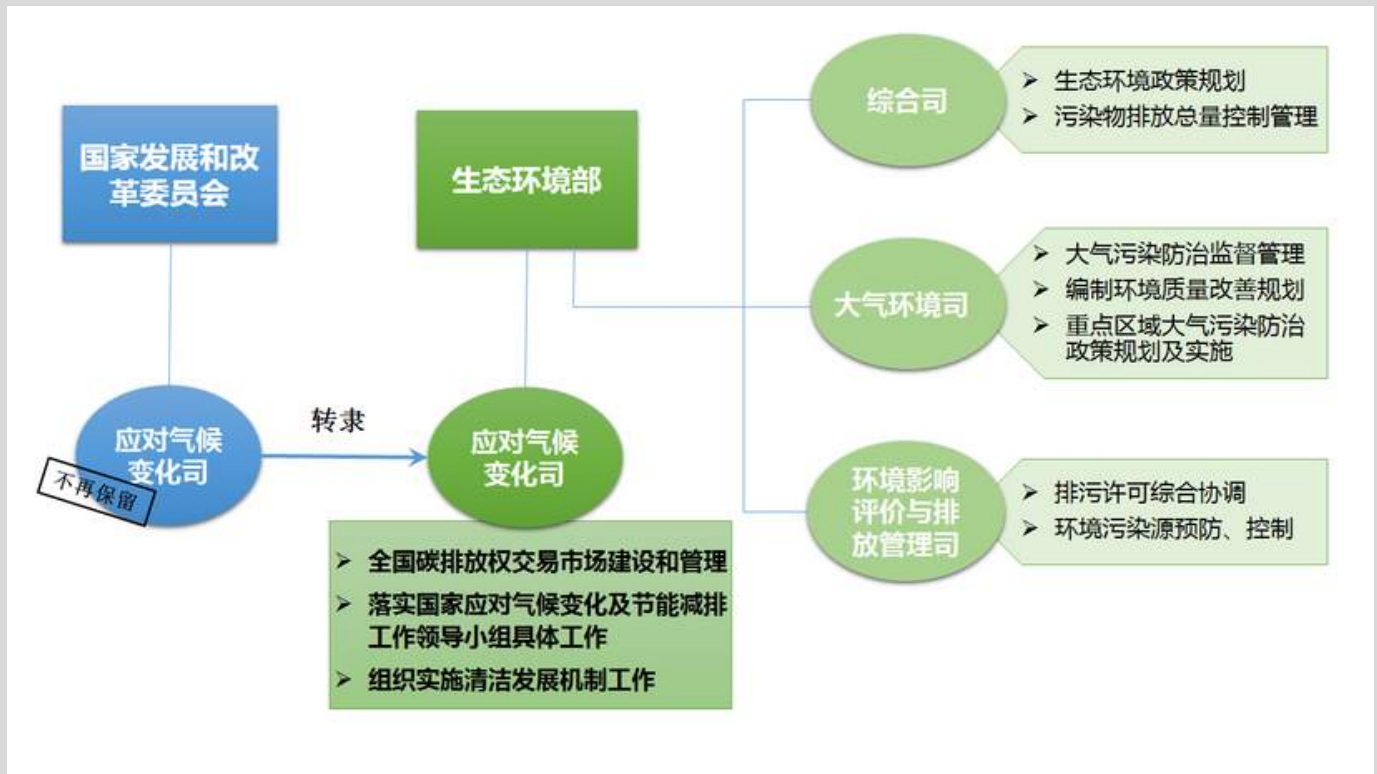 国家发展和改
革委员会
应对气候
变化司
不再保留
转隶
生态环境部
应对气候
变化司
➢ 全国碳排放权交易市场建设和管理
➢ 落实国家应对气候变化及节能减排
工作领导小组具体工作
➢ 组织实施清洁发展机制工作
综合司
➢ 生态环境政策规划
➢ 污染物排放总量控制管理
大气环境司
➢ 大气污染防治监督管理
➢ 编制环境质量改善规划
➢ 重点区域大气污染防治
政策规划及实施
环境影响
评价与排
放管理司
➢ 排污许可综合协调
➢ 环境污染源预防、控制